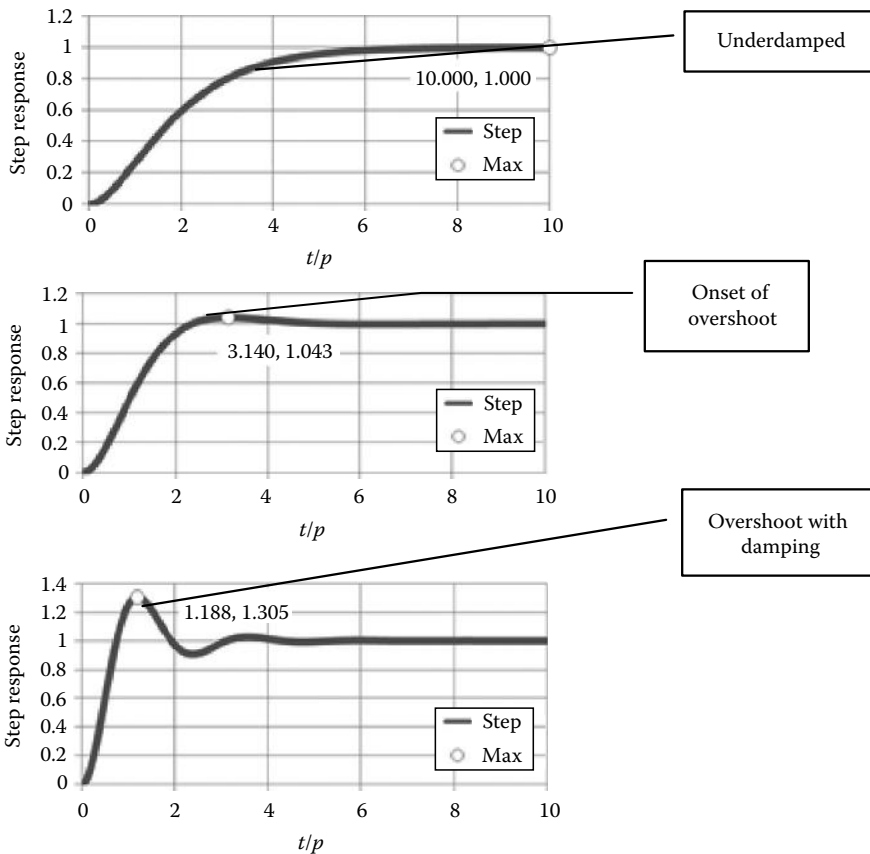 1.2
1
0.8
0.6
0.4
0.2
0
Step response
0 2 4 6 8 10
t/p
10.000, 1.000
Step
Max
Underdamped
1.2
1
0.8
0.6
0.4
0.2
0
Step response
0 2 4 6 8 10
t/p
3.140, 1.043
Step
Max
Onset of
overshoot
1.4
1.2
1
0.8
0.6
0.4
0.2
0
Step response
0 2 4 6 8 10
t/p
1.188, 1.305
Step
Max
Overshoot with
damping